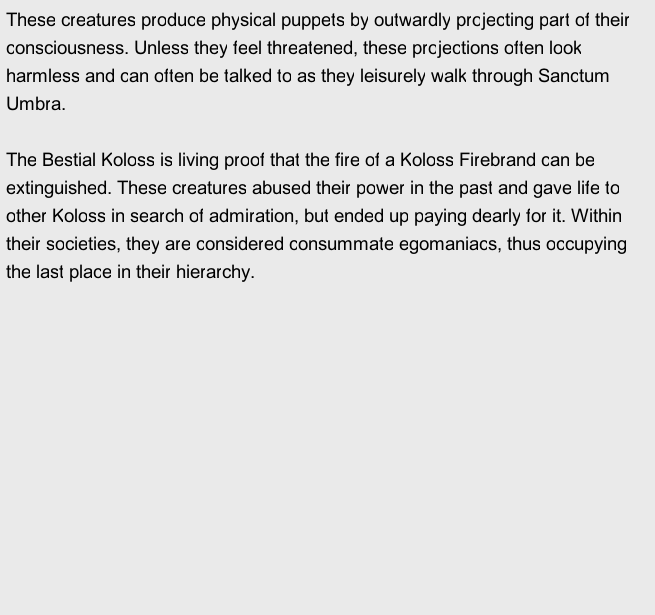 These creatures produce physical puppets by outwardly prcjecting part of their
consciousness. Unless they feel threatened, these prcjections often look
harmless and can often be talked to as they leisurely walk through Sanctum
Umbra.

The Bestial Koloss is living proof that the fire of a Koloss Firebrand can be
extinguished. These creatures abused their power in the past and gave life to
other Koloss in search of admiration, but ended up paying dearly for it. Within
their societies, they are considered consummate egomaniacs, thus occupying
the last place in their hierarchy.